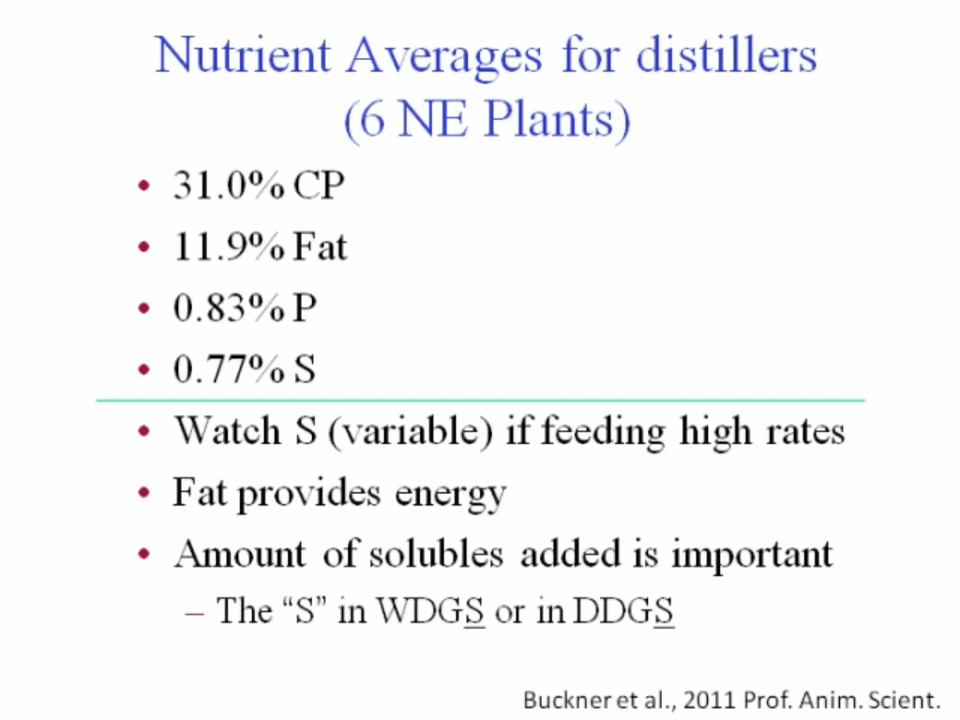 Nutrient Averages for distillers
(6 NE Plants)
• 31.0% CP
• 11.9% Fat
• 0.83% P
• 0.77% S
• Watch S (variable) if feeding high rates
• Fat provides energy
• Amount of solubles added is important
– The “S” in WDGS or in DDGS
Buckner et al., 2011 Prof. Anim. Scient.